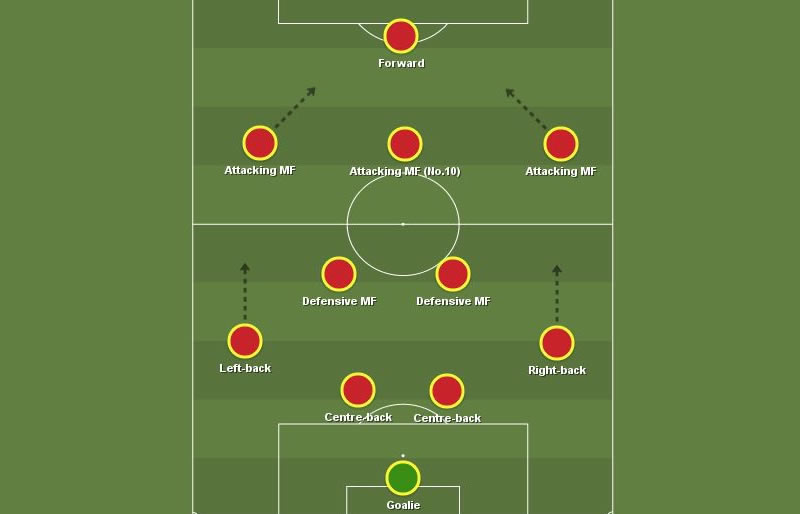 Forward
Attacking MF
Attacking MF (No.10)
Attacking MF
Defensive MF
Defensive MF
Left-back
Right-back
Centre-back
Centre-back
Goalie